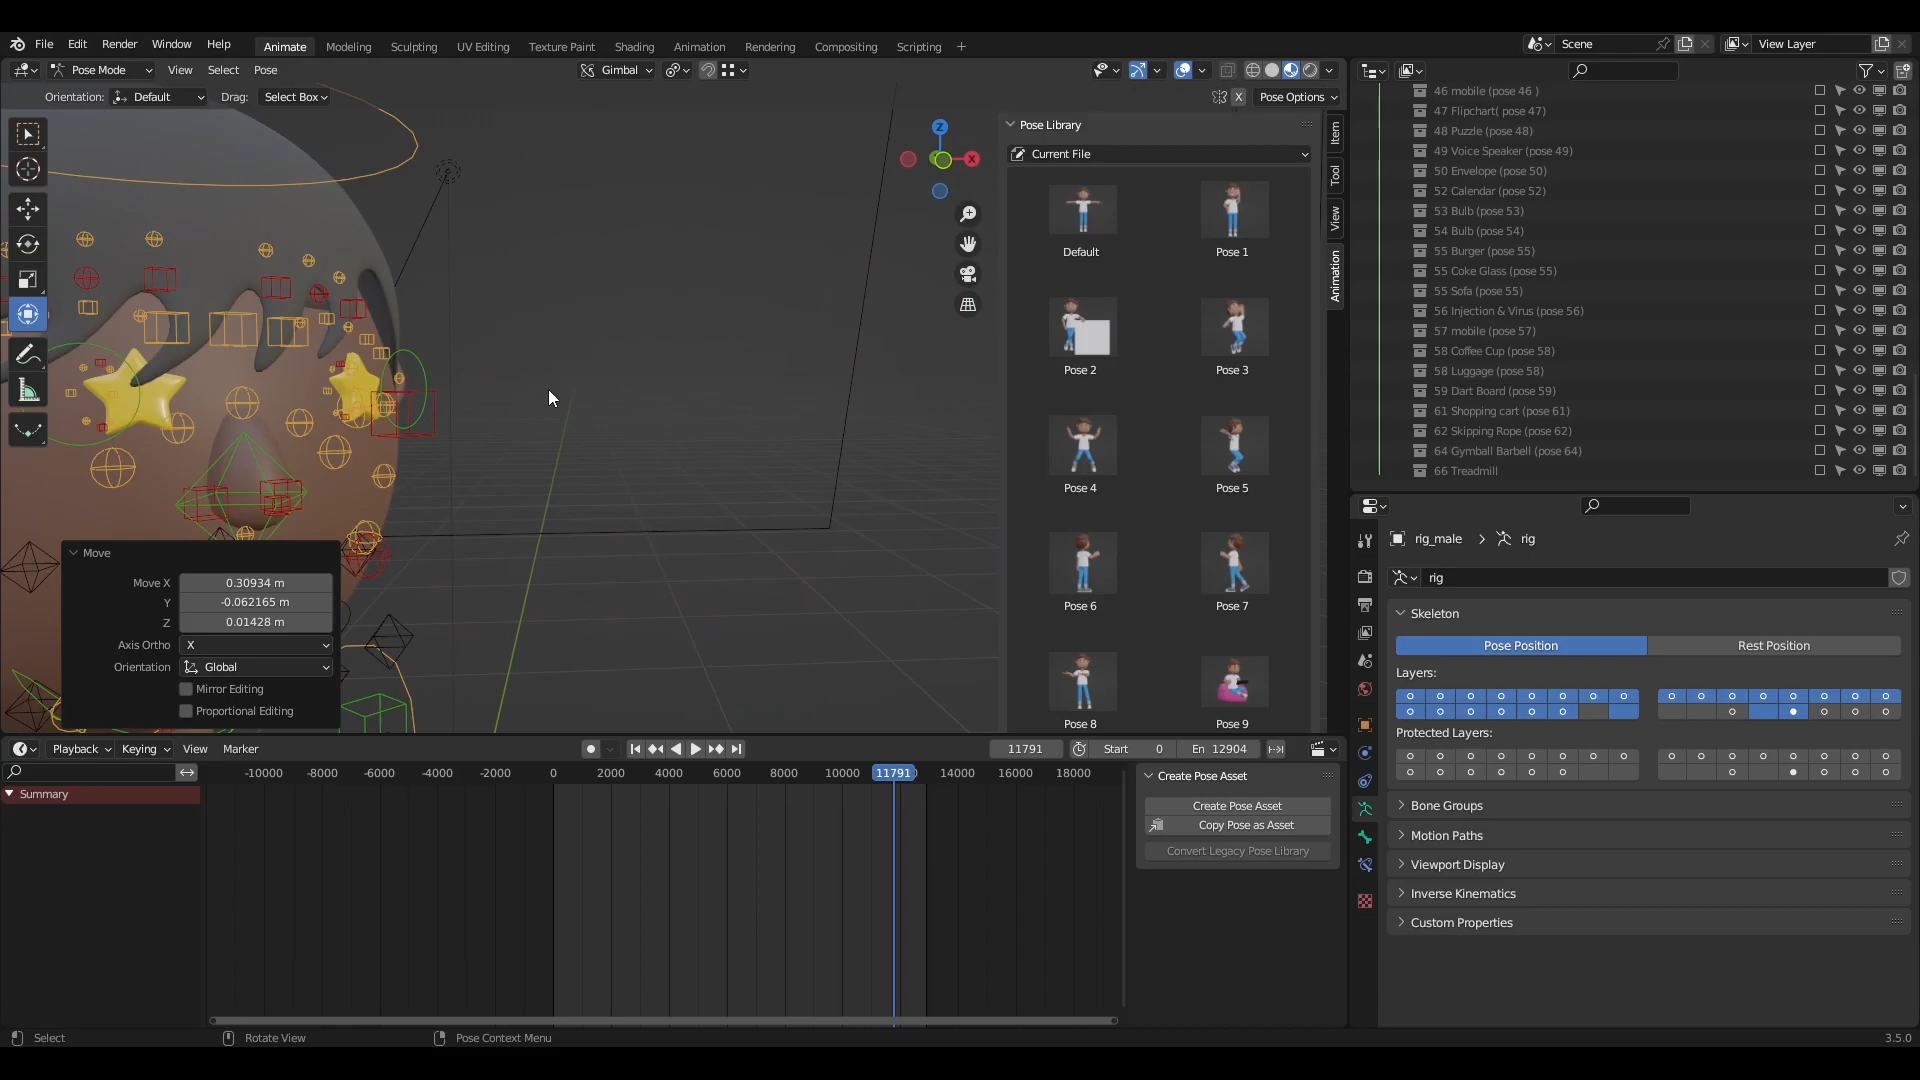 File Edit Render Window Help Animate Modeling Sculpting UV Editing Texture Paint Shading Animation Rendering Compositing Scripting + Scene View Layer
Pose Mode View Select Pose Gimbal
Orientation: Default Drag: Select Box X Pose Options
Z
X
Pose Library
Current File
Default Pose 1
Pose 2 Pose 3
Pose 4 Pose 5
Pose 6 Pose 7
Pose 8 Pose 9
Item
Tool
View
Animation
Move
Move X 0.30934 m
Y -0.062165 m
Z 0.01428 m
Axis Ortho X
Orientation Global
Mirror Editing
Proportional Editing
46 mobile (pose 46 )
47 Flipchart( pose 47)
48 Puzzle (pose 48)
49 Voice Speaker (pose 49)
50 Envelope (pose 50)
52 Calendar (pose 52)
53 Bulb (pose 53)
54 Bulb (pose 54)
55 Burger (pose 55)
55 Coke Glass (pose 55)
55 Sofa (pose 55)
56 Injection & Virus (pose 56)
57 mobile (pose 57)
58 Coffee Cup (pose 58)
58 Luggage (pose 58)
59 Dart Board (pose 59)
61 Shopping cart (pose 61)
62 Skipping Rope (pose 62)
64 Gymball Barbell (pose 64)
66 Treadmill
rig_male rig
rig
Skeleton
Pose Position Rest Position
Layers:
Protected Layers:
Bone Groups
Motion Paths
Viewport Display
Inverse Kinematics
Custom Properties
Playback Keying View Marker 11791 Start 0 En 12904
-10000 -8000 -6000 -4000 -2000 0 2000 4000 6000 8000 10000 11791 14000 16000 18000
Summary
Create Pose Asset
Create Pose Asset
Copy Pose as Asset
Convert Legacy Pose Library
Select Rotate View Pose Context Menu 3.5.0